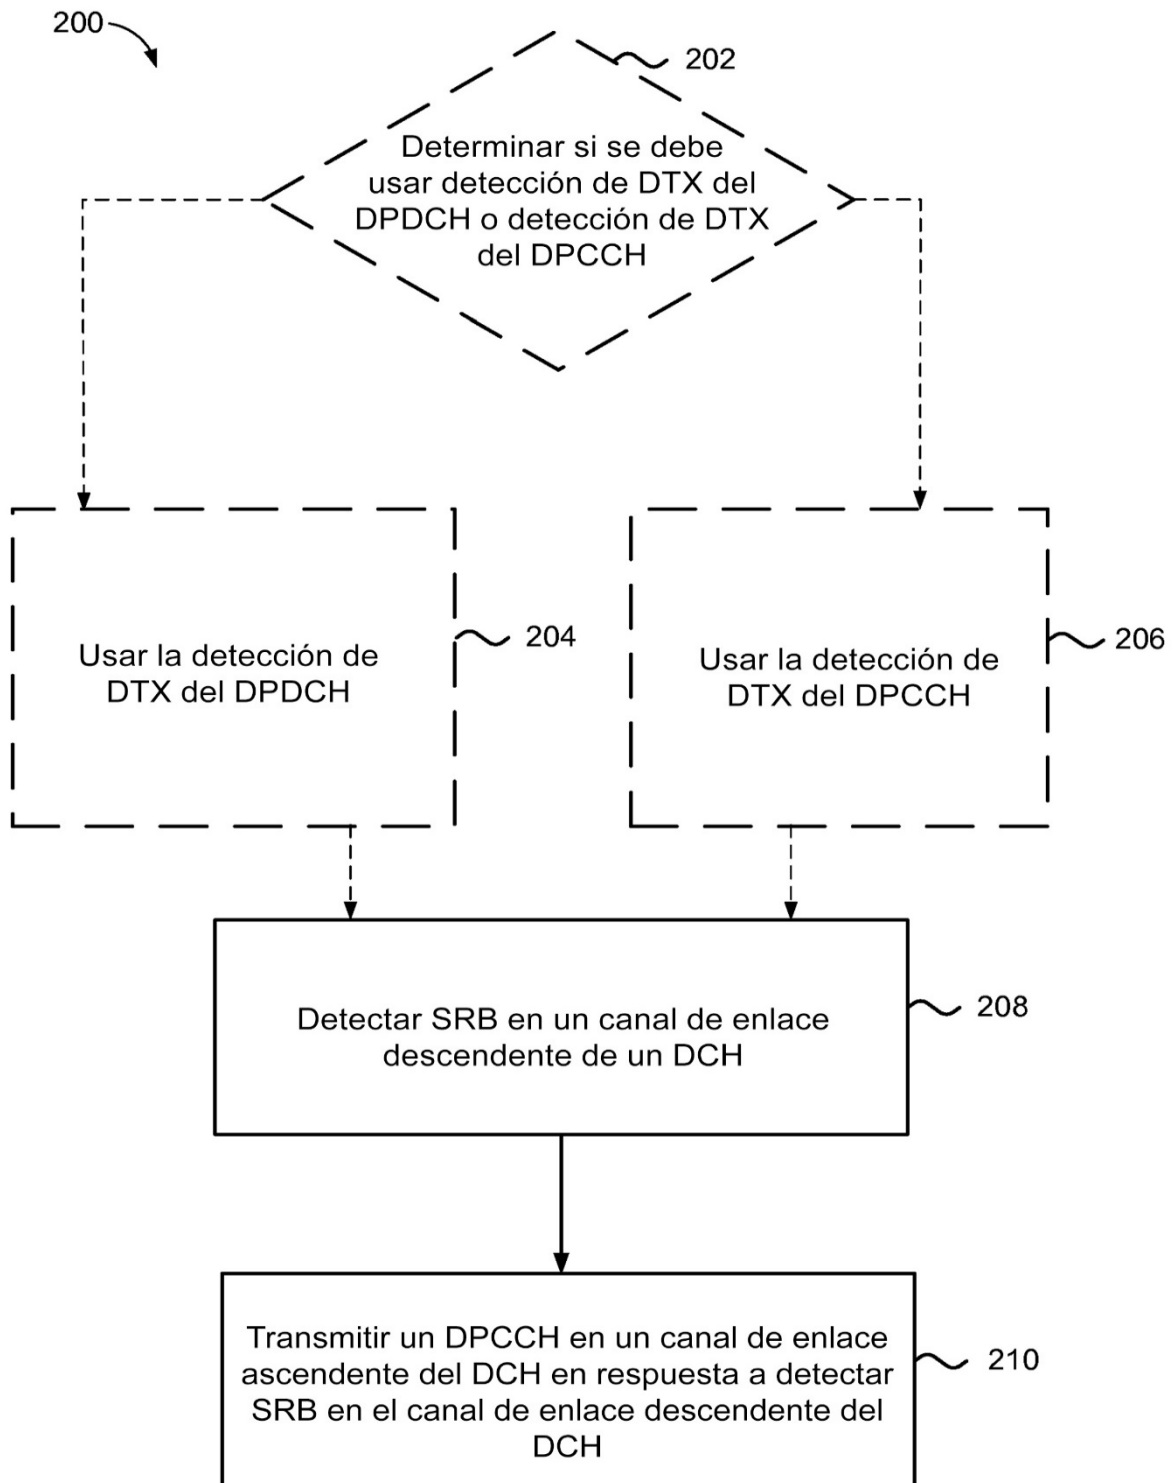 200
202
Determinar si se debe
usar detección de DTX del
DPDCH o detección de DTX
del DPCCH
Usar la detección de
DTX del DPDCH
204
Usar la detección de
DTX del DPCCH
206
Detectar SRB en un canal de enlace
descendente de un DCH
208
Transmitir un DPCCH en un canal de enlace
ascendente del DCH en respuesta a detectar
SRB en el canal de enlace descendente del
DCH
210